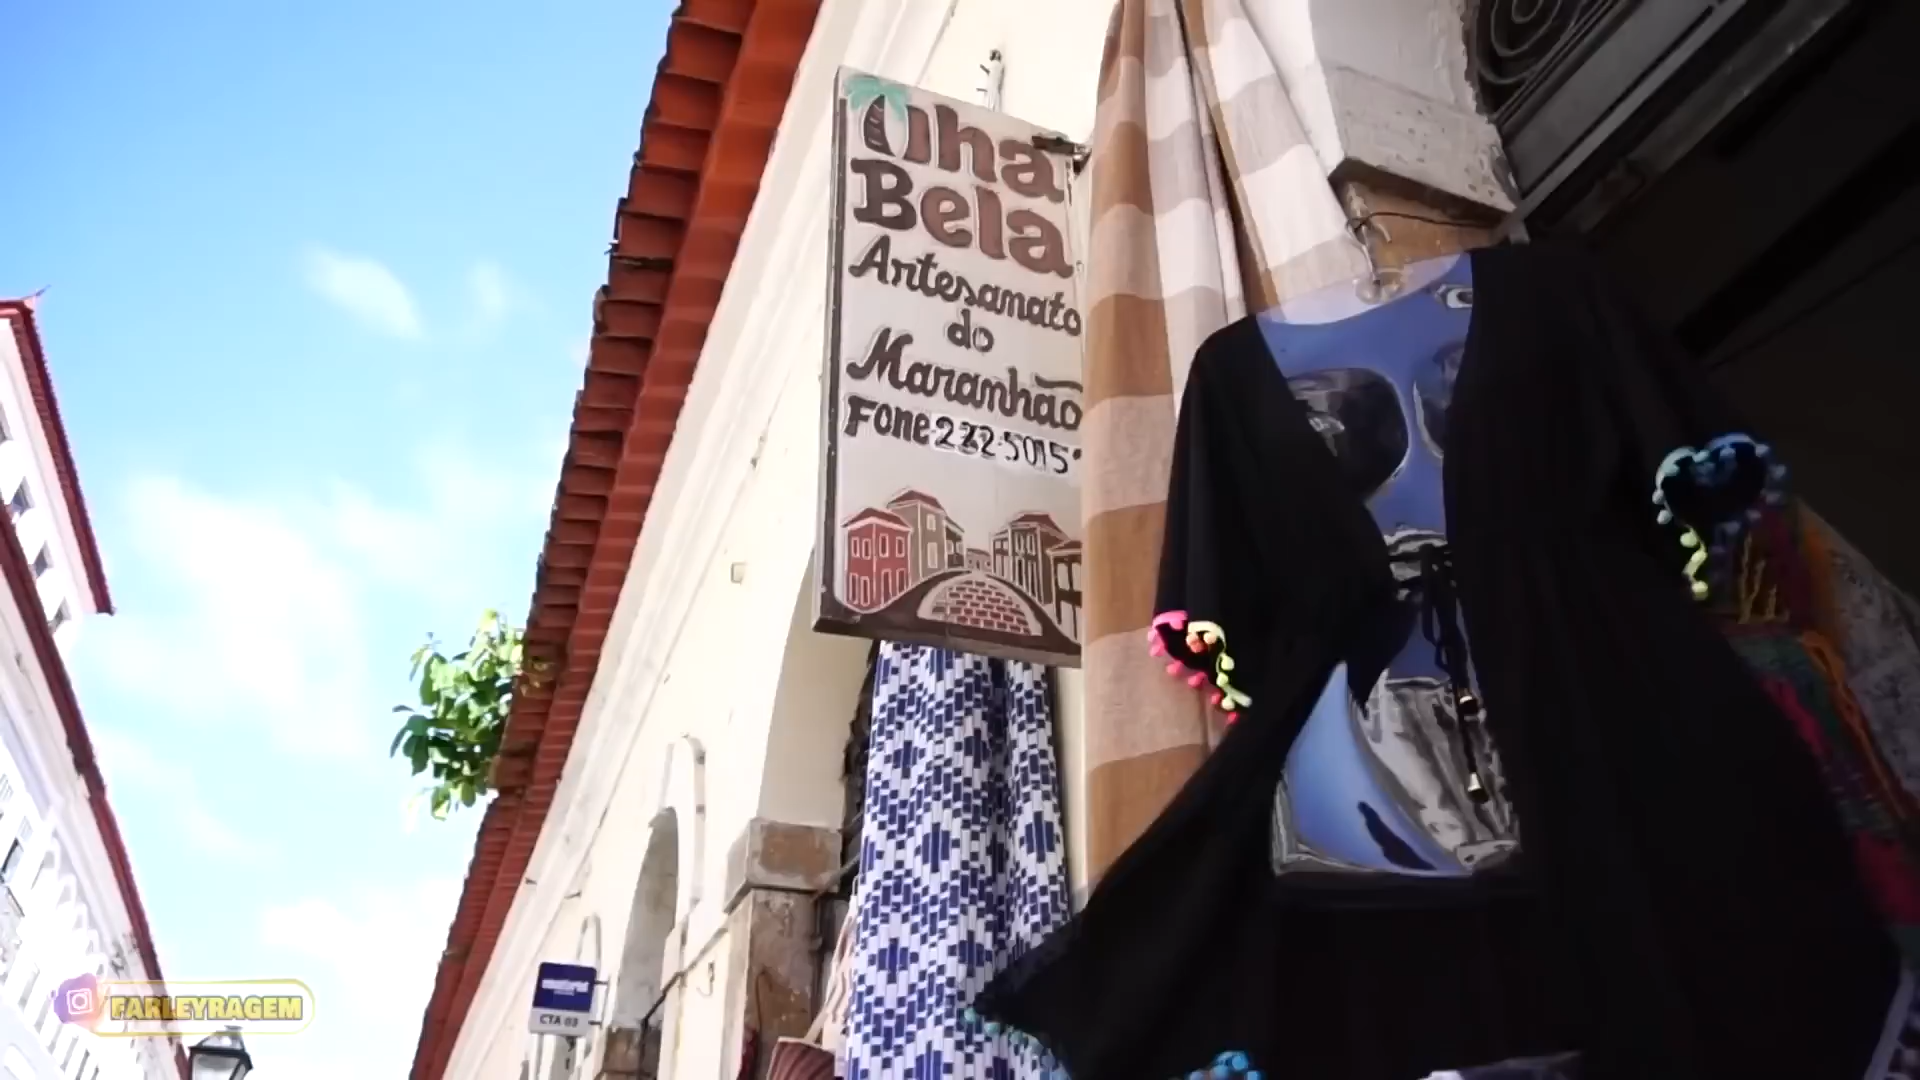 Ilha
Bela
Artesanato
do
Maranhão
Fone 232-5015
CTA 03
FARLEYRAGEM